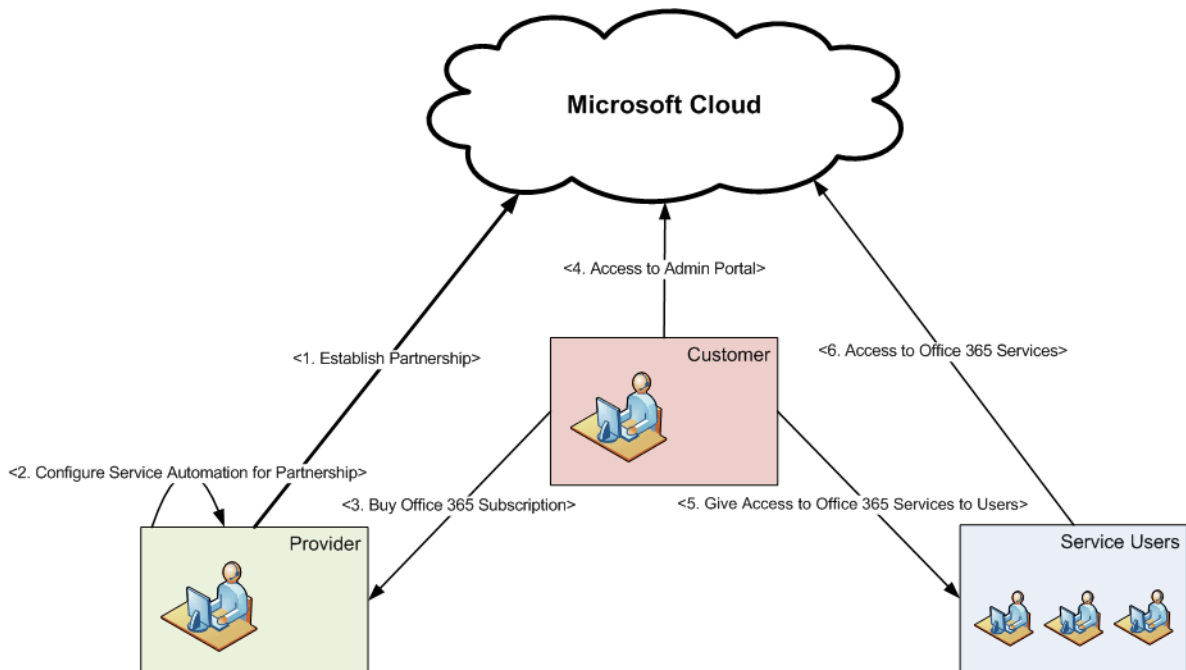 Microsoft Cloud
<4. Access to Admin Portal>
<1. Establish Partnership>
Customer
<6. Access to Office 365 Services>
<2. Configure Service Automation for Partnership>
<3. Buy Office 365 Subscription>
<5. Give Access to Office 365 Services to Users>
Provider
Service Users